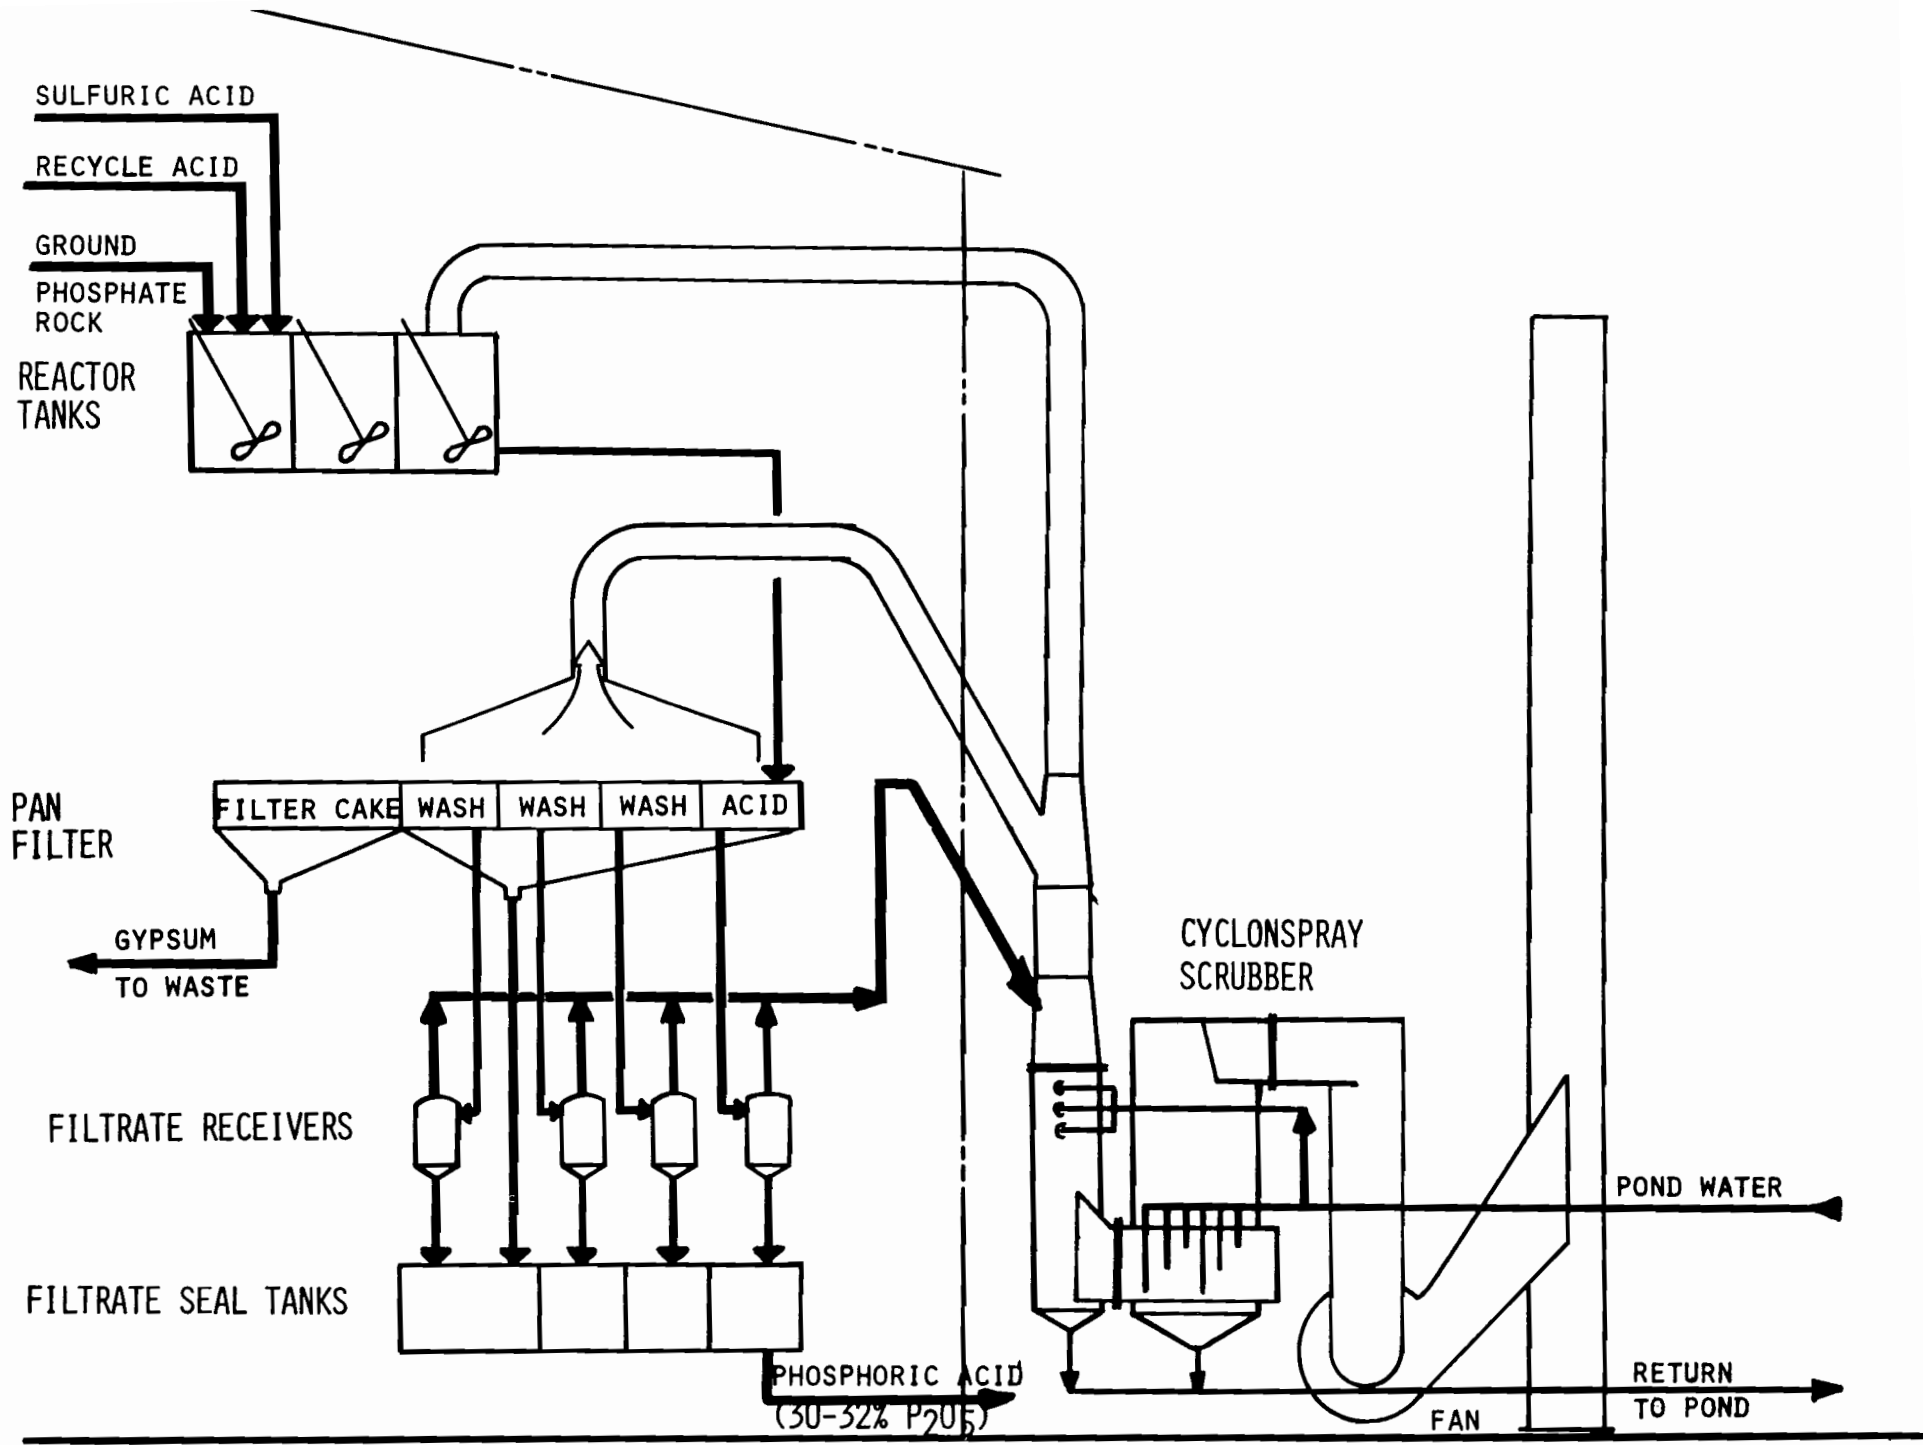 SULFURIC ACID
RECYCLE ACID
GROUND
PHOSPHATE
ROCK
REACTOR
TANKS
PAN
FILTER
FILTER CAKE
WASH
WASH
WASH
ACID
GYPSUM
TO WASTE
CYCLONSPRAY
SCRUBBER
FILTRATE RECEIVERS
POND WATER
FILTRATE SEAL TANKS
PHOSPHORIC ACID
(30-32% P2O5)
RETURN
TO POND
FAN